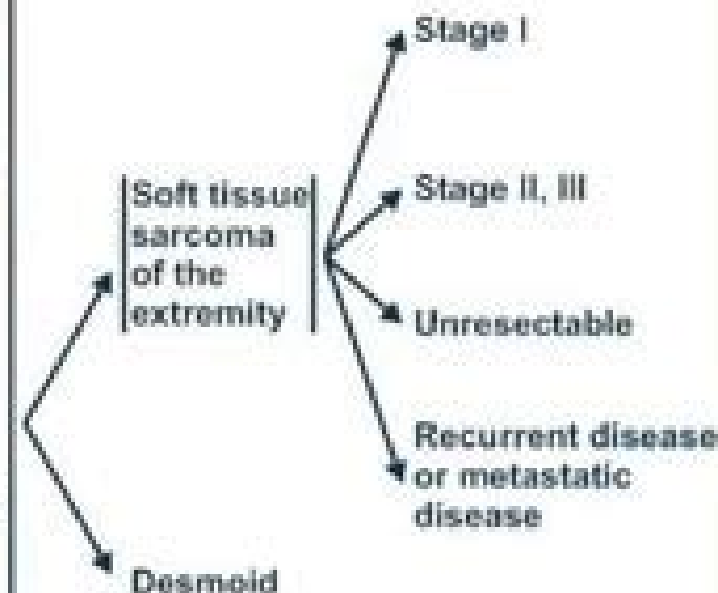 Stage I
Stage II, III
Soft tissue
sarcoma
of the
extremity
Unresectable
Recurrent disease
or metastatic
disease
Desmoid